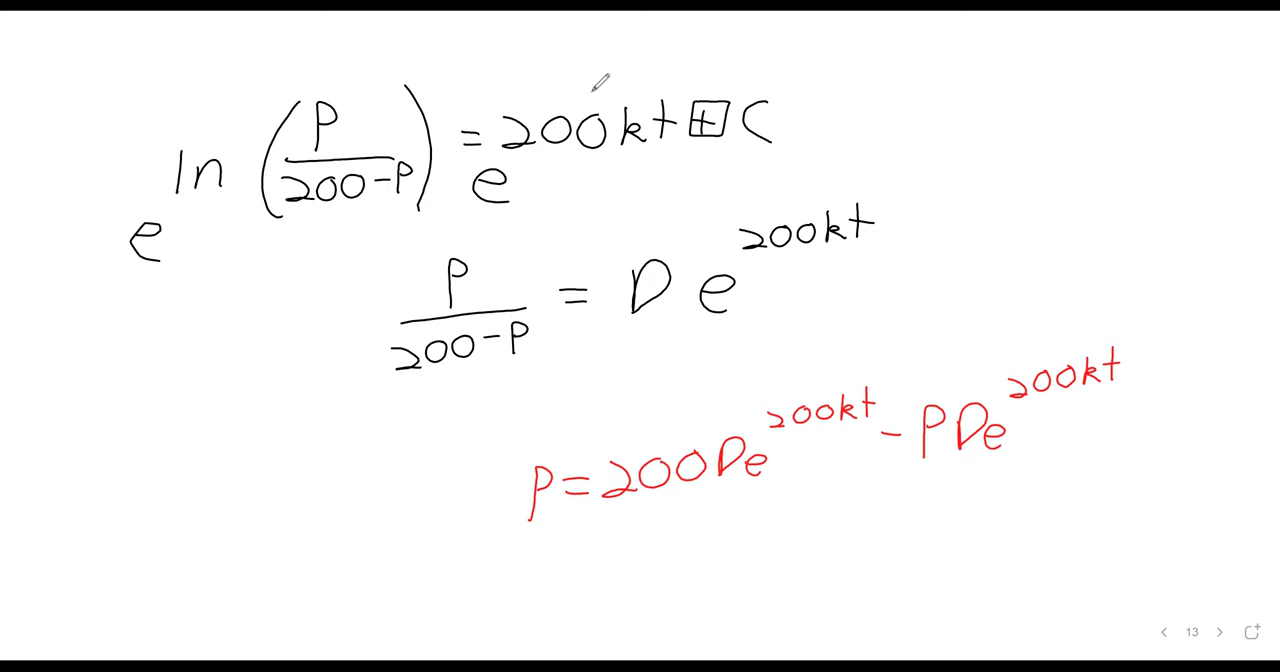 e^{ln(P/(200-P))} = e^{200kt + C}
P/(200-P) = D e^{200kt}
P = 200De^{200kt} - PDe^{200kt}
< 13 >